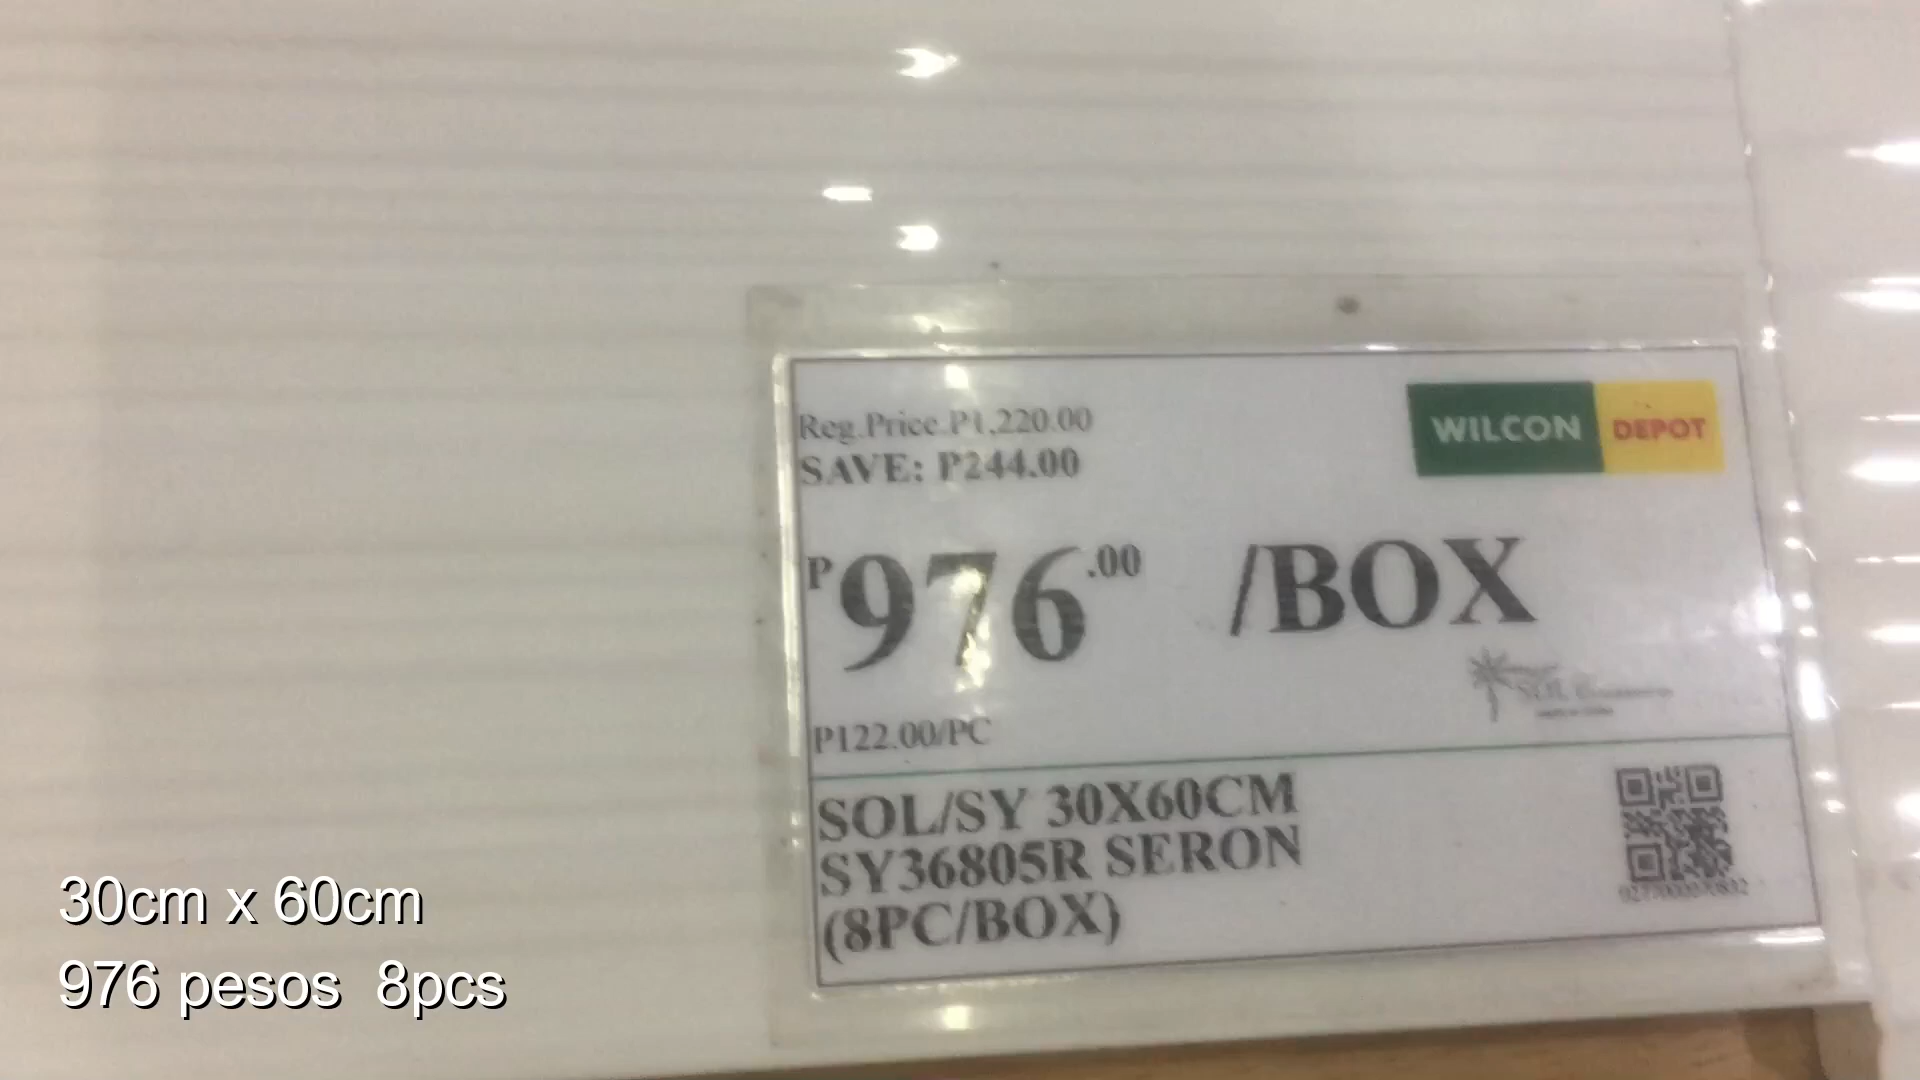 Reg.Price.P1,220.00
SAVE: P244.00
WILCON DEPOT
P976.00 /BOX
P122.00/PC
SOL/SY 30X60CM
SY36805R SERON
(8PC/BOX)
30cm x 60cm
976 pesos 8pcs